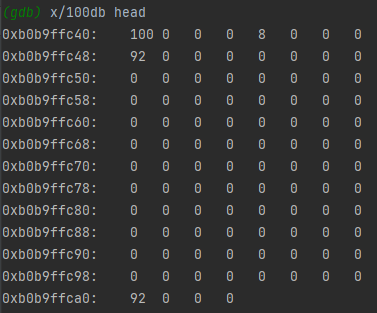 (gdb) x/100db head
0xb0b9ffc40: 100 0 0 0 8 0 0 0
0xb0b9ffc48: 92 0 0 0 0 0 0 0
0xb0b9ffc50: 0 0 0 0 0 0 0 0
0xb0b9ffc58: 0 0 0 0 0 0 0 0
0xb0b9ffc60: 0 0 0 0 0 0 0 0
0xb0b9ffc68: 0 0 0 0 0 0 0 0
0xb0b9ffc70: 0 0 0 0 0 0 0 0
0xb0b9ffc78: 0 0 0 0 0 0 0 0
0xb0b9ffc80: 0 0 0 0 0 0 0 0
0xb0b9ffc88: 0 0 0 0 0 0 0 0
0xb0b9ffc90: 0 0 0 0 0 0 0 0
0xb0b9ffc98: 0 0 0 0 0 0 0 0
0xb0b9ffca0: 92 0 0 0